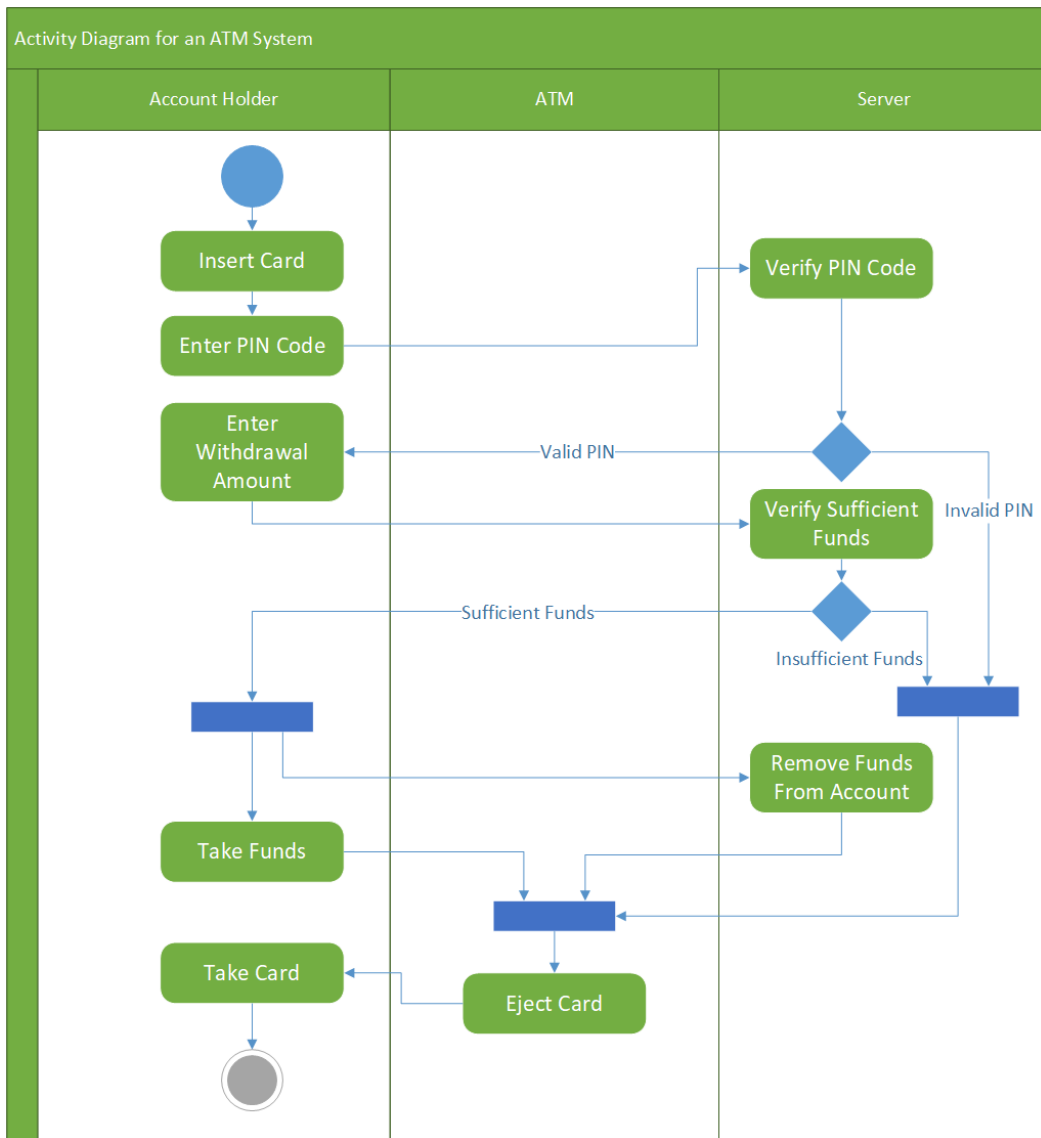 Activity Diagram for an ATM System
Account Holder
ATM
Server
Insert Card
Verify PIN Code
Enter PIN Code
Enter
Withdrawal
Amount
Valid PIN
Verify Sufficient
Funds
Invalid PIN
Sufficient Funds
Insufficient Funds
Remove Funds
From Account
Take Funds
Take Card
Eject Card